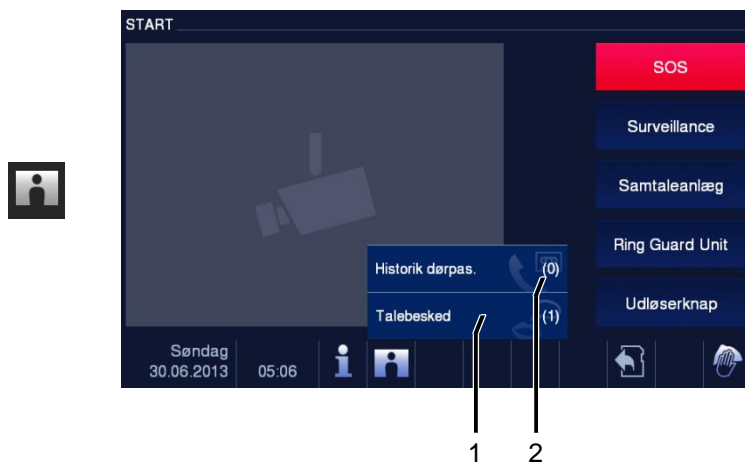 START
SOS
Surveillance
Samtaleanlæg
Ring Guard Unit
Udløserknap
Historik dørpas. (0)
Talebesked (1)
Søndag
30.06.2013 05:06
1 2